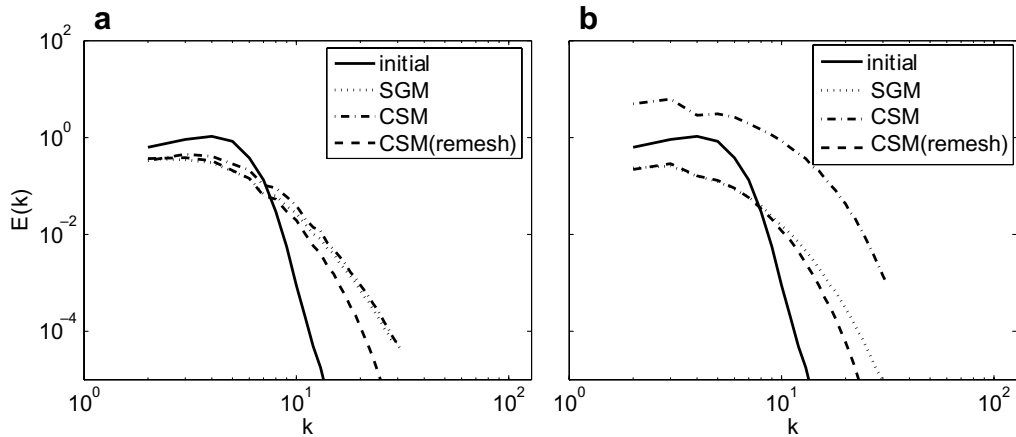 a
10^2
10^0
10^−2
10^−4
E(k)
initial
SGM
CSM
CSM(remesh)
10^0
10^1
10^2
k
b
initial
SGM
CSM
CSM(remesh)
10^0
10^1
10^2
k